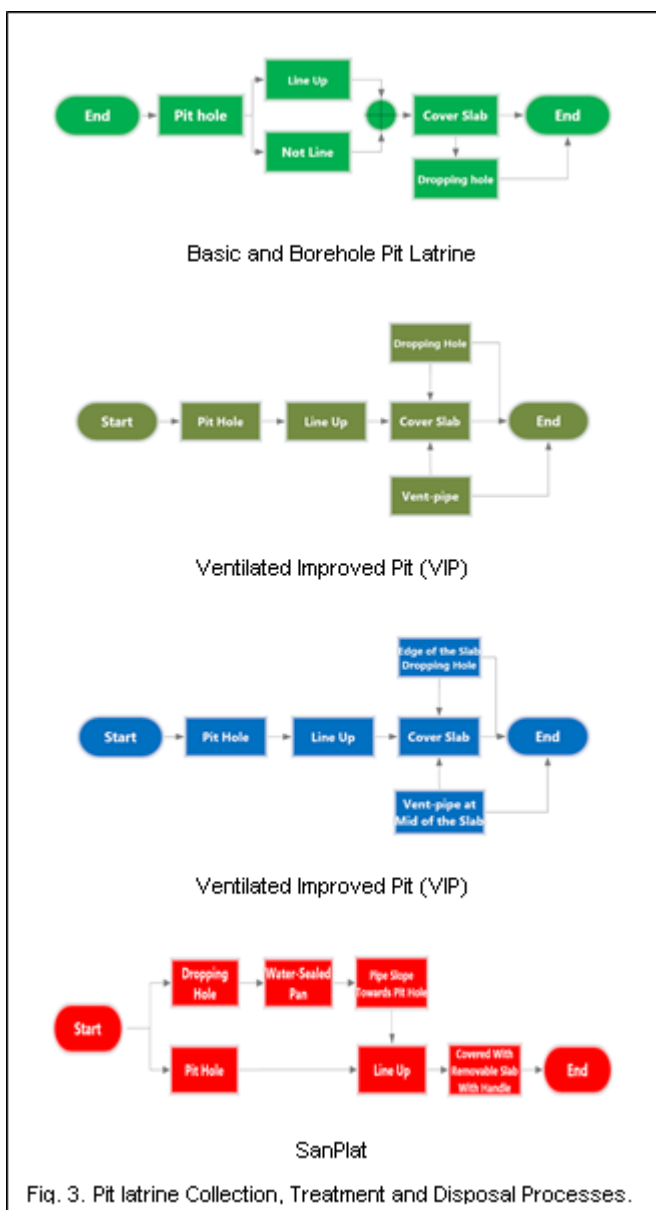 Line Up
End
Pit hole
Cover Slab
End
Not Line
Dropping hole
Basic and Borehole Pit Latrine
Dropping Hole
Start
Pit Hole
Line Up
Cover Slab
End
Vent-pipe
Ventilated Improved Pit (VIP)
Edge of the Slab
Dropping Hole
Start
Pit Hole
Line Up
Cover Slab
End
Vent-pipe at
Mid of the Slab
Ventilated Improved Pit (VIP)
Dropping
Hole
Water-Sealed
Pan
Pipe Slope
Towards Pit Hole
Start
Pit Hole
Line Up
Covered With
Removable Slab
With Handle
End
SanPlat
Fig. 3. Pit latrine Collection, Treatment and Disposal Processes.